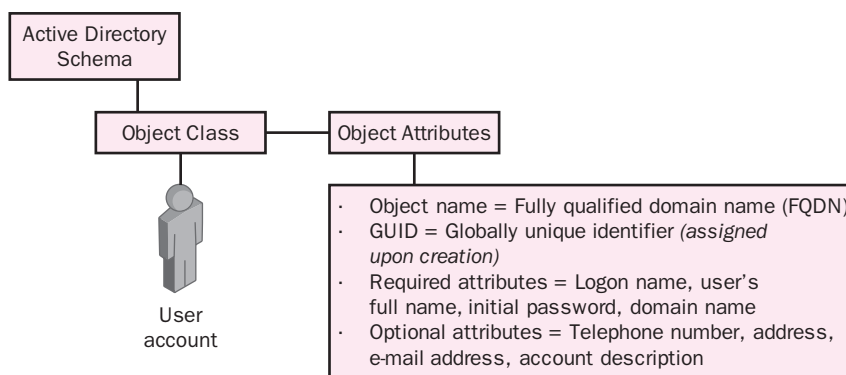 Active Directory
Schema
Object Class
Object Attributes
· Object name = Fully qualified domain name (FQDN)
· GUID = Globally unique identifier (assigned
upon creation)
· Required attributes = Logon name, user's
full name, initial password, domain name
· Optional attributes = Telephone number, address,
e-mail address, account description
User
account